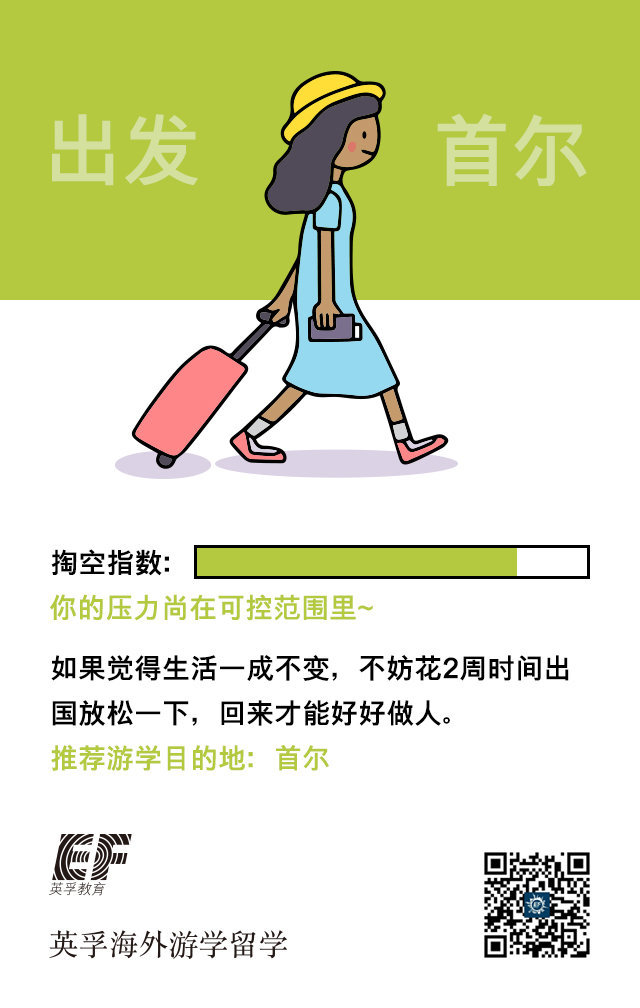 出发 首尔
掏空指数:
你的压力尚在可控范围里~
如果觉得生活一成不变，不妨花2周时间出
国放松一下，回来才能好好做人。
推荐游学目的地：首尔
EF
英孚教育
英孚海外游学留学